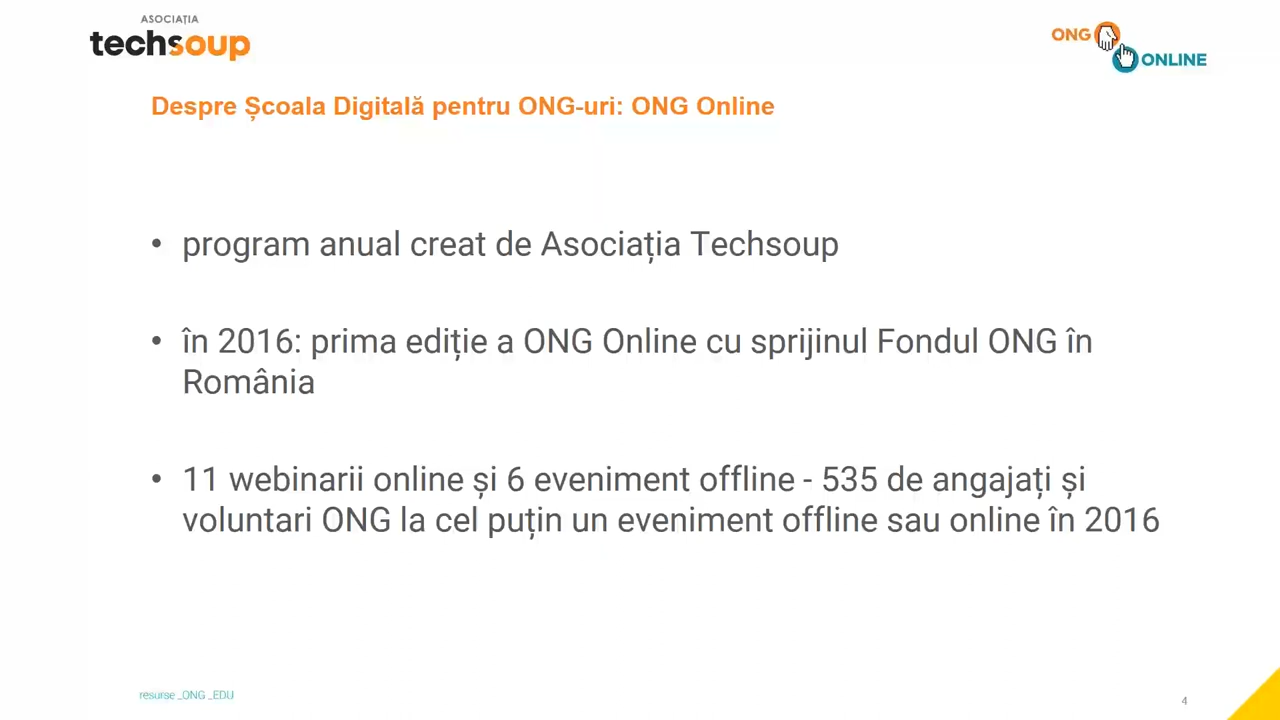 ASOCIAȚIA
techsoup
ONG
ONLINE
Despre Școala Digitală pentru ONG-uri: ONG Online
• program anual creat de Asociația Techsoup
• în 2016: prima ediție a ONG Online cu sprijinul Fondul ONG în
România
• 11 webinarii online și 6 eveniment offline - 535 de angajați și
voluntari ONG la cel puțin un eveniment offline sau online în 2016
resurse _ONG _EDU
4